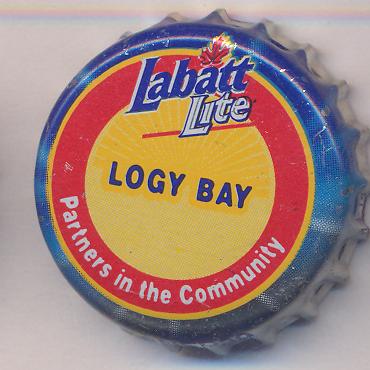 Labatt
Lite
LOGY BAY
Partners in the Community